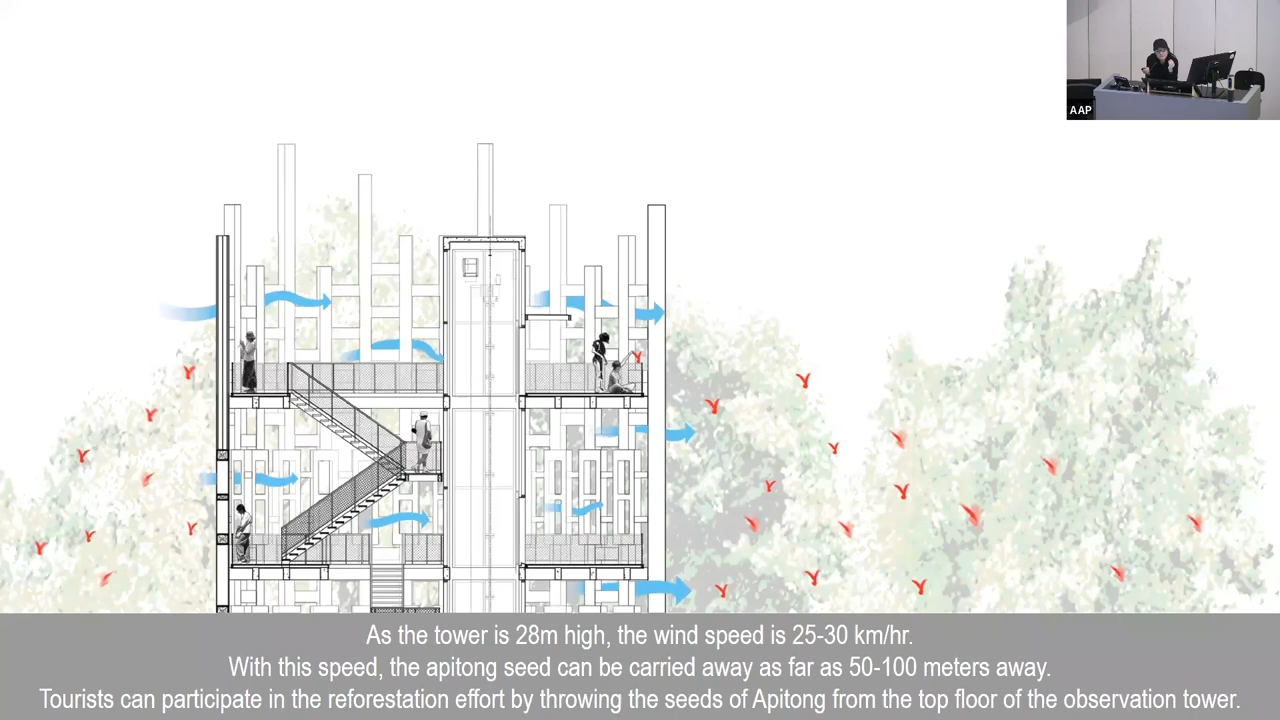 AAP
As the tower is 28m high, the wind speed is 25-30 km/hr.
With this speed, the apitong seed can be carried away as far as 50-100 meters away.
Tourists can participate in the reforestation effort by throwing the seeds of Apitong from the top floor of the observation tower.